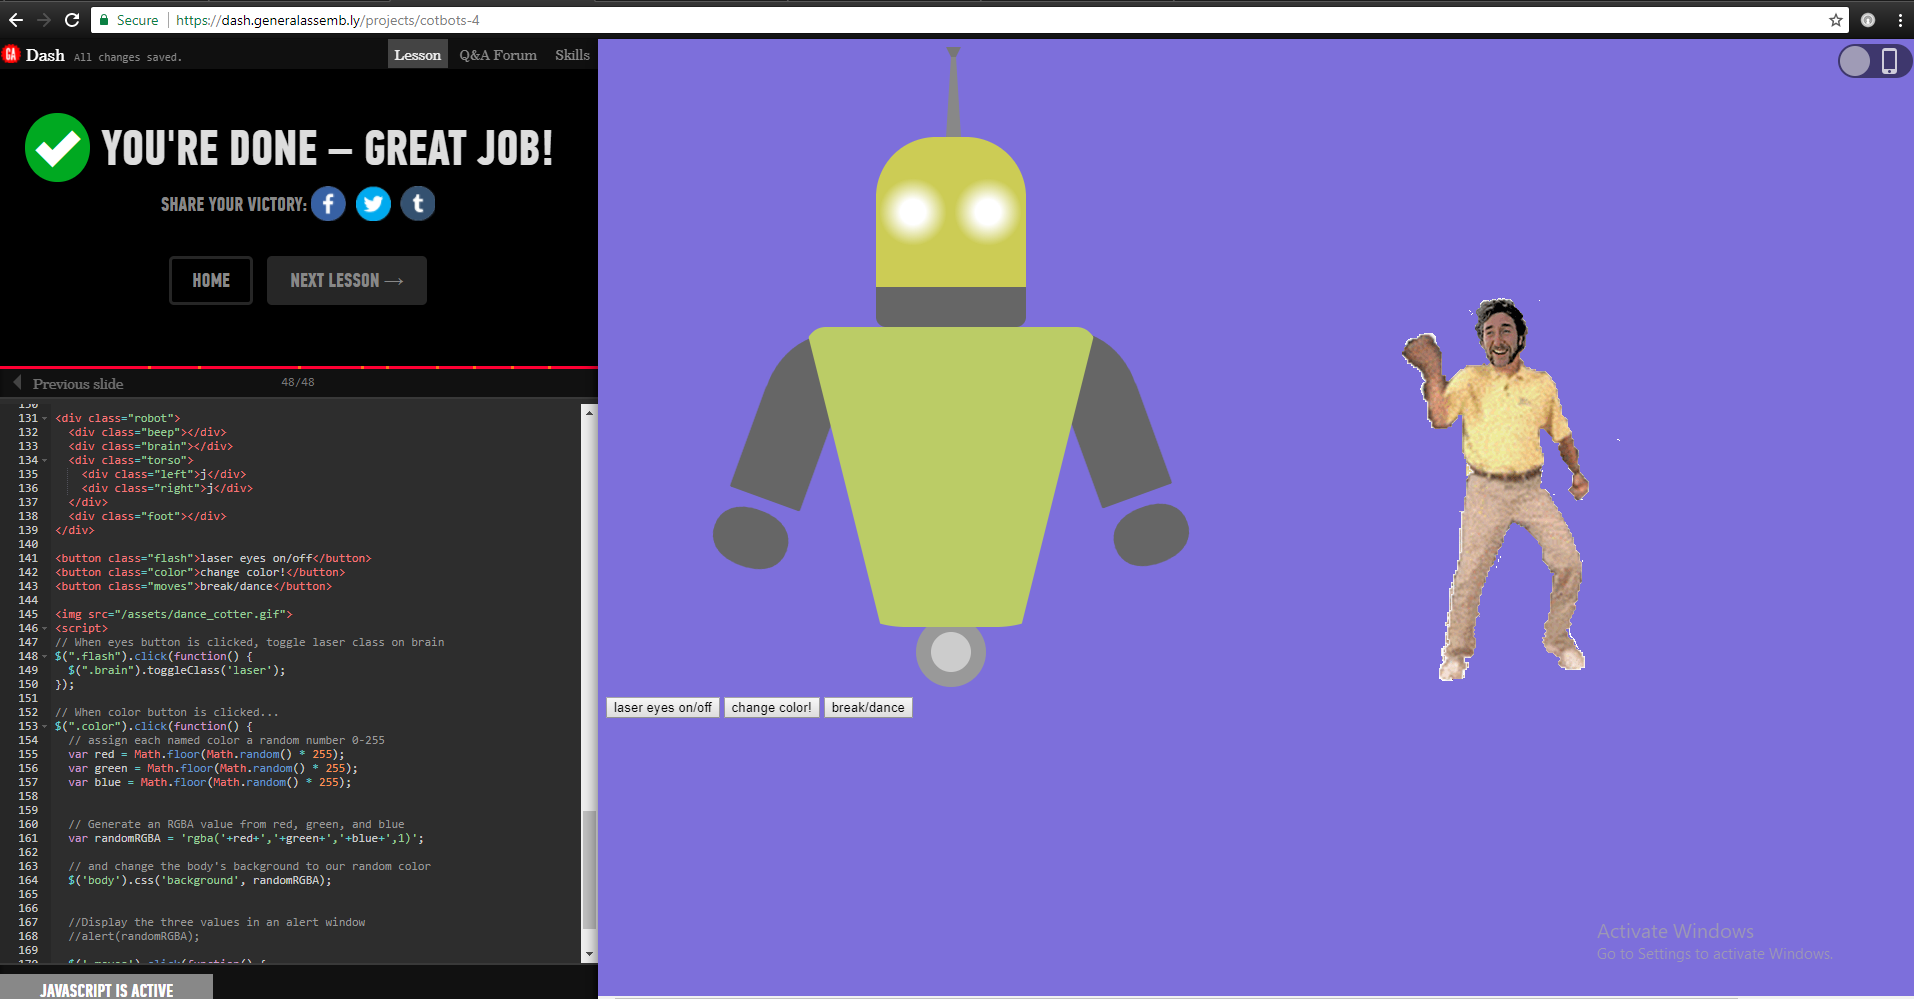 Secure https://dash.generalassemb.ly/projects/cotbots-4
GA Dash All changes saved. Lesson Q&A Forum Skills
YOU'RE DONE — GREAT JOB!
SHARE YOUR VICTORY: f t
HOME NEXT LESSON →
Previous slide 48/48
130
131 <div class="robot">
132 <div class="beep"></div>
133 <div class="brain"></div>
134 <div class="torso">
135 <div class="left">j</div>
136 <div class="right">j</div>
137 </div>
138 <div class="foot"></div>
139 </div>
140
141 <button class="flash">laser eyes on/off</button>
142 <button class="color">change color!</button>
143 <button class="moves">break/dance</button>
144
145 <img src="/assets/dance_cotter.gif">
146 <script>
147 // When eyes button is clicked, toggle laser class on brain
148 $(".flash").click(function() {
149 $(".brain").toggleClass('laser');
150 });
151
152 // When color button is clicked...
153 $(".color").click(function() {
154 // assign each named color a random number 0-255
155 var red = Math.floor(Math.random() * 255);
156 var green = Math.floor(Math.random() * 255);
157 var blue = Math.floor(Math.random() * 255);
158
159
160 // Generate an RGBA value from red, green, and blue
161 var randomRGBA = 'rgba('+red+','+green+','+blue+',1)';
162
163 // and change the body's background to our random color
164 $('body').css('background', randomRGBA);
165
166
167 //Display the three values in an alert window
168 //alert(randomRGBA);
169
170 $('.moves').click(function() {
JAVASCRIPT IS ACTIVE
laser eyes on/off change color! break/dance
Activate Windows
Go to Settings to activate Windows.